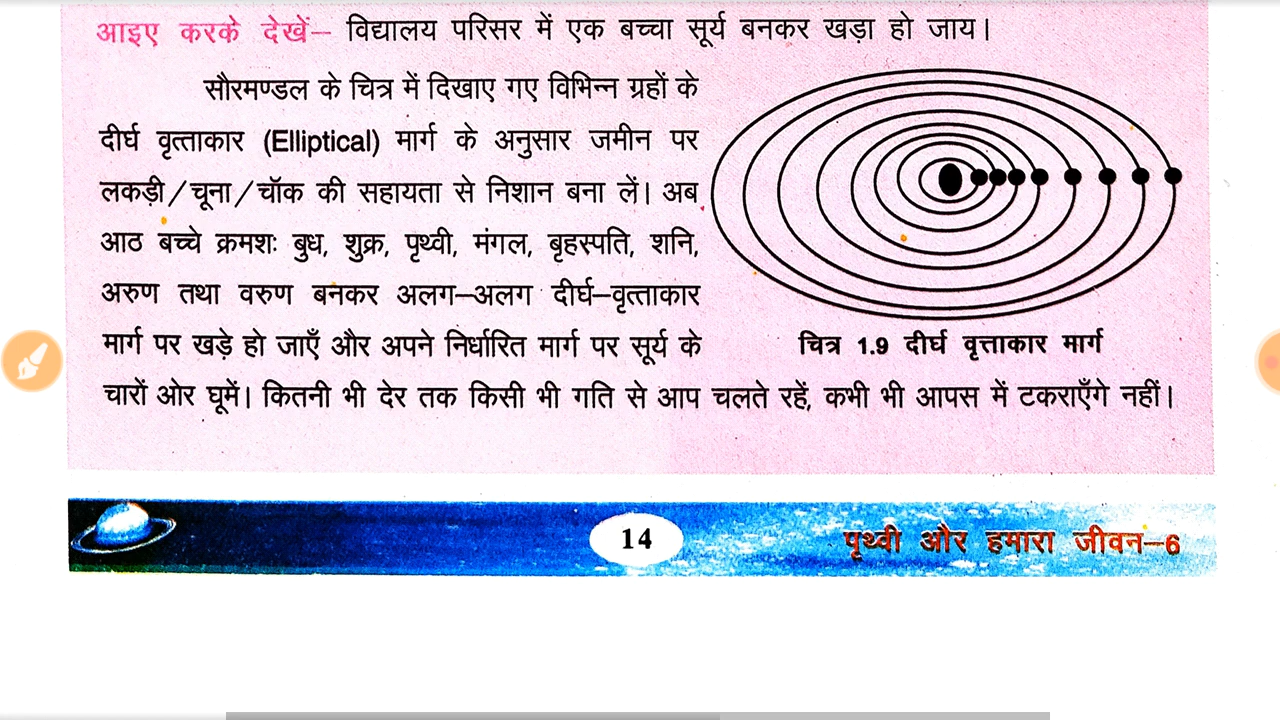 आइए करके देखें– विद्यालय परिसर में एक बच्चा सूर्य बनकर खड़ा हो जाय।
सौरमण्डल के चित्र में दिखाए गए विभिन्न ग्रहों के
दीर्घ वृत्ताकार (Elliptical) मार्ग के अनुसार जमीन पर
लकड़ी/चूना/चॉक की सहायता से निशान बना लें। अब
आठ बच्चे क्रमशः बुध, शुक्र, पृथ्वी, मंगल, बृहस्पति, शनि,
अरुण तथा वरुण बनकर अलग–अलग दीर्घ–वृत्ताकार
मार्ग पर खड़े हो जाएँ और अपने निर्धारित मार्ग पर सूर्य के
चारों ओर घूमें। कितनी भी देर तक किसी भी गति से आप चलते रहें, कभी भी आपस में टकराएँगे नहीं।
चित्र 1.9 दीर्घ वृत्ताकार मार्ग
14
पृथ्वी और हमारा जीवन–6